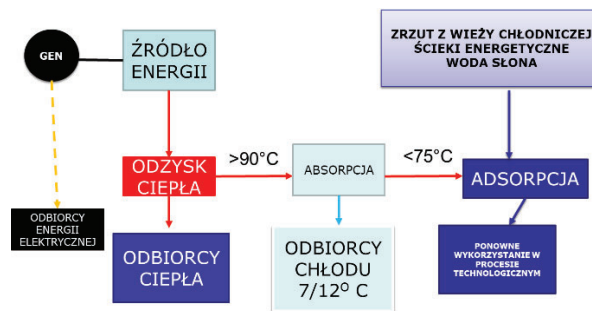 GEN
ŹRÓDŁO
ENERGII
ZRZUT Z WIEŻY CHŁODNICZEJ
ŚCIEKI ENERGETYCZNE
WODA SŁONA
ODZYSK
CIEPŁA
>90°C
ABSORPCJA
<75°C
ADSORPCJA
ODBIORCY
ENERGII
ELEKTRYCZNEJ
ODBIORCY
CIEPŁA
ODBIORCY
CHŁODU
7/12° C
PONOWNE
WYKORZYSTANIE W
PROCESIE
TECHNOLOGICZNYM